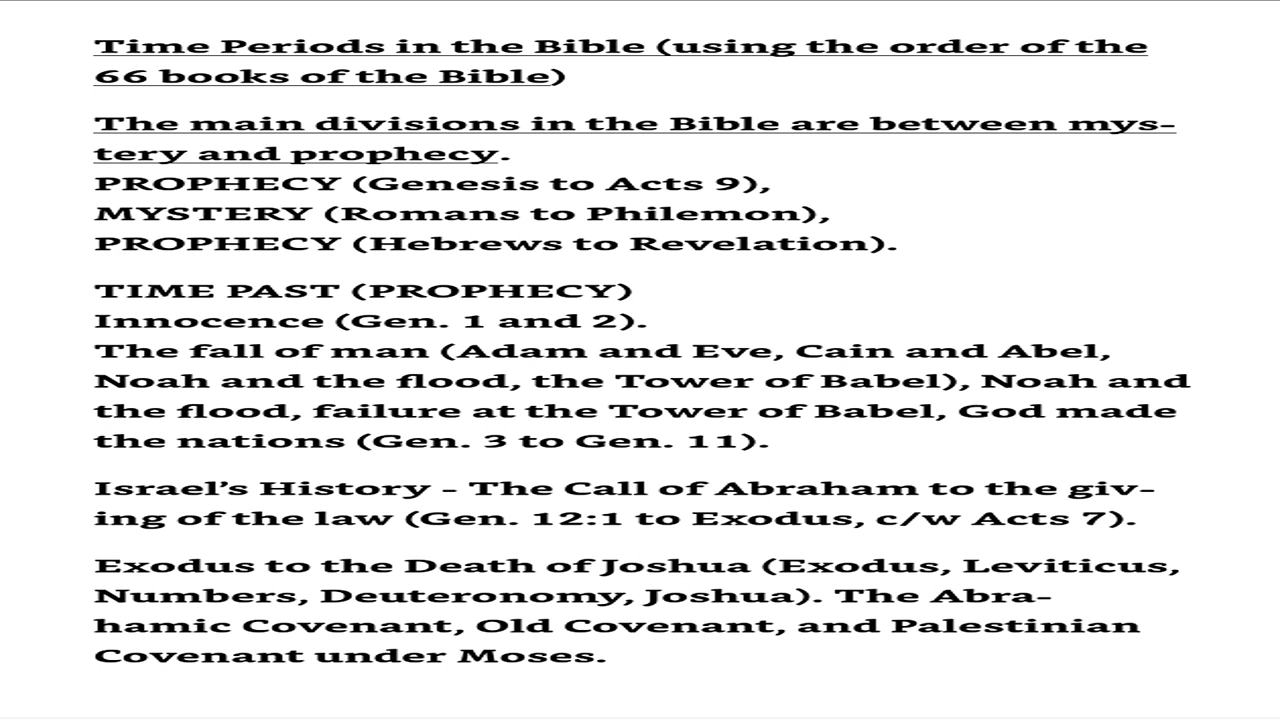 Time Periods in the Bible (using the order of the
66 books of the Bible)
The main divisions in the Bible are between mys-
tery and prophecy.
PROPHECY (Genesis to Acts 9),
MYSTERY (Romans to Philemon),
PROPHECY (Hebrews to Revelation).
TIME PAST (PROPHECY)
Innocence (Gen. 1 and 2).
The fall of man (Adam and Eve, Cain and Abel,
Noah and the flood, the Tower of Babel), Noah and
the flood, failure at the Tower of Babel, God made
the nations (Gen. 3 to Gen. 11).
Israel’s History - The Call of Abraham to the giv-
ing of the law (Gen. 12:1 to Exodus, c/w Acts 7).
Exodus to the Death of Joshua (Exodus, Leviticus,
Numbers, Deuteronomy, Joshua). The Abra-
hamic Covenant, Old Covenant, and Palestinian
Covenant under Moses.